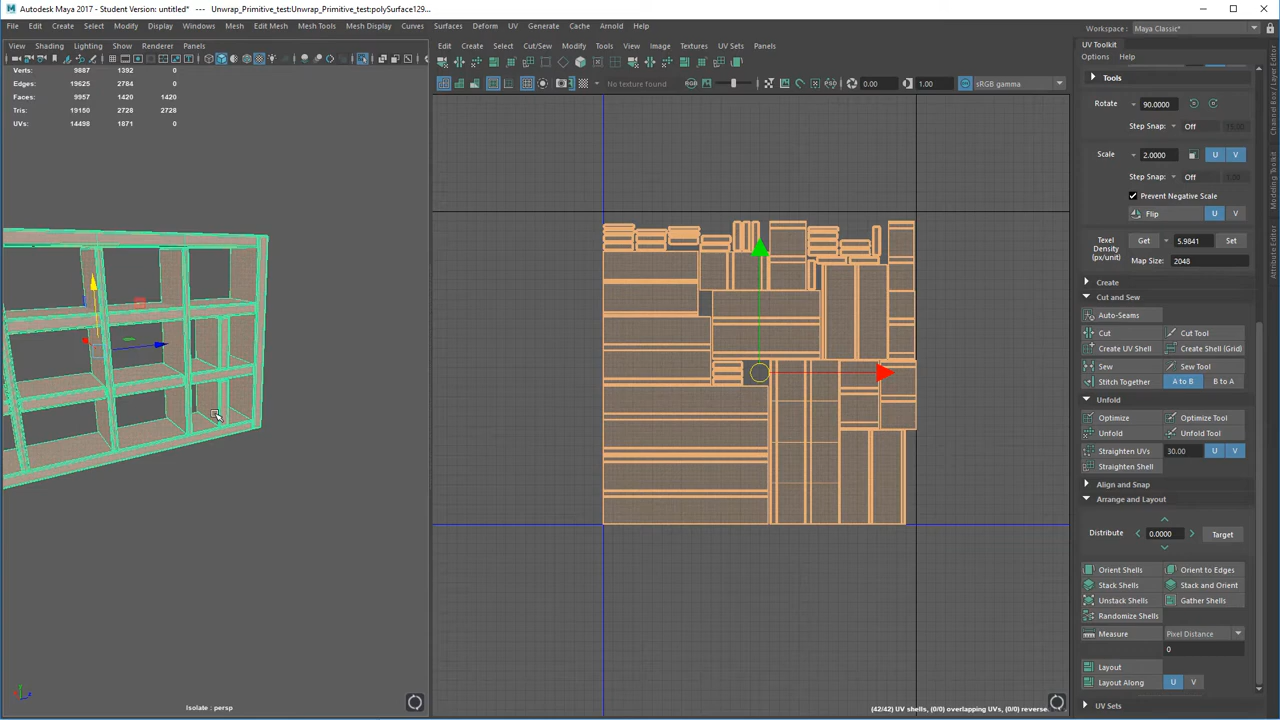 Autodesk Maya 2017 - Student Version: untitled* --- Unwrap_Primitive_test:Unwrap_Primitive_test:polySurface129...
File Edit Create Select Modify Display Windows Mesh Edit Mesh Mesh Tools Mesh Display Curves Surfaces Deform UV Generate Cache Arnold Help
Workspace : Maya Classic*
View Shading Lighting Show Renderer Panels
Edit Create Select Cut/Sew Modify Tools View Image Textures UV Sets Panels
UV Toolkit
Options Help
No texture found 0.00 1.00 sRGB gamma
Verts: 9887 1392 0
Edges: 19625 2784 0
Faces: 9957 1420 1420
Tris: 19150 2728 2728
UVs: 14498 1871 0
Tools
Rotate 90.0000
Step Snap: Off
Scale 2.0000 U V
Step Snap: Off
Prevent Negative Scale
Flip U V
Texel Density (px/unit) Get 5.9841 Set
Map Size: 2048
Create
Cut and Sew
Auto-Seams
Cut Cut Tool
Create UV Shell Create Shell (Grid)
Sew Sew Tool
Stitch Together A to B B to A
Unfold
Optimize Optimize Tool
Unfold Unfold Tool
Straighten UVs 30.00 U V
Straighten Shell
Align and Snap
Arrange and Layout
Distribute 0.0000 Target
Orient Shells Orient to Edges
Stack Shells Stack and Orient
Unstack Shells Gather Shells
Randomize Shells
Measure Pixel Distance
0
Layout
Layout Along U V
UV Sets
Channel Box / Layer Editor
Modeling Toolkit
Attribute Editor
Isolate : persp
(42/42) UV shells, (0/0) overlapping UVs, (0/0) reverse